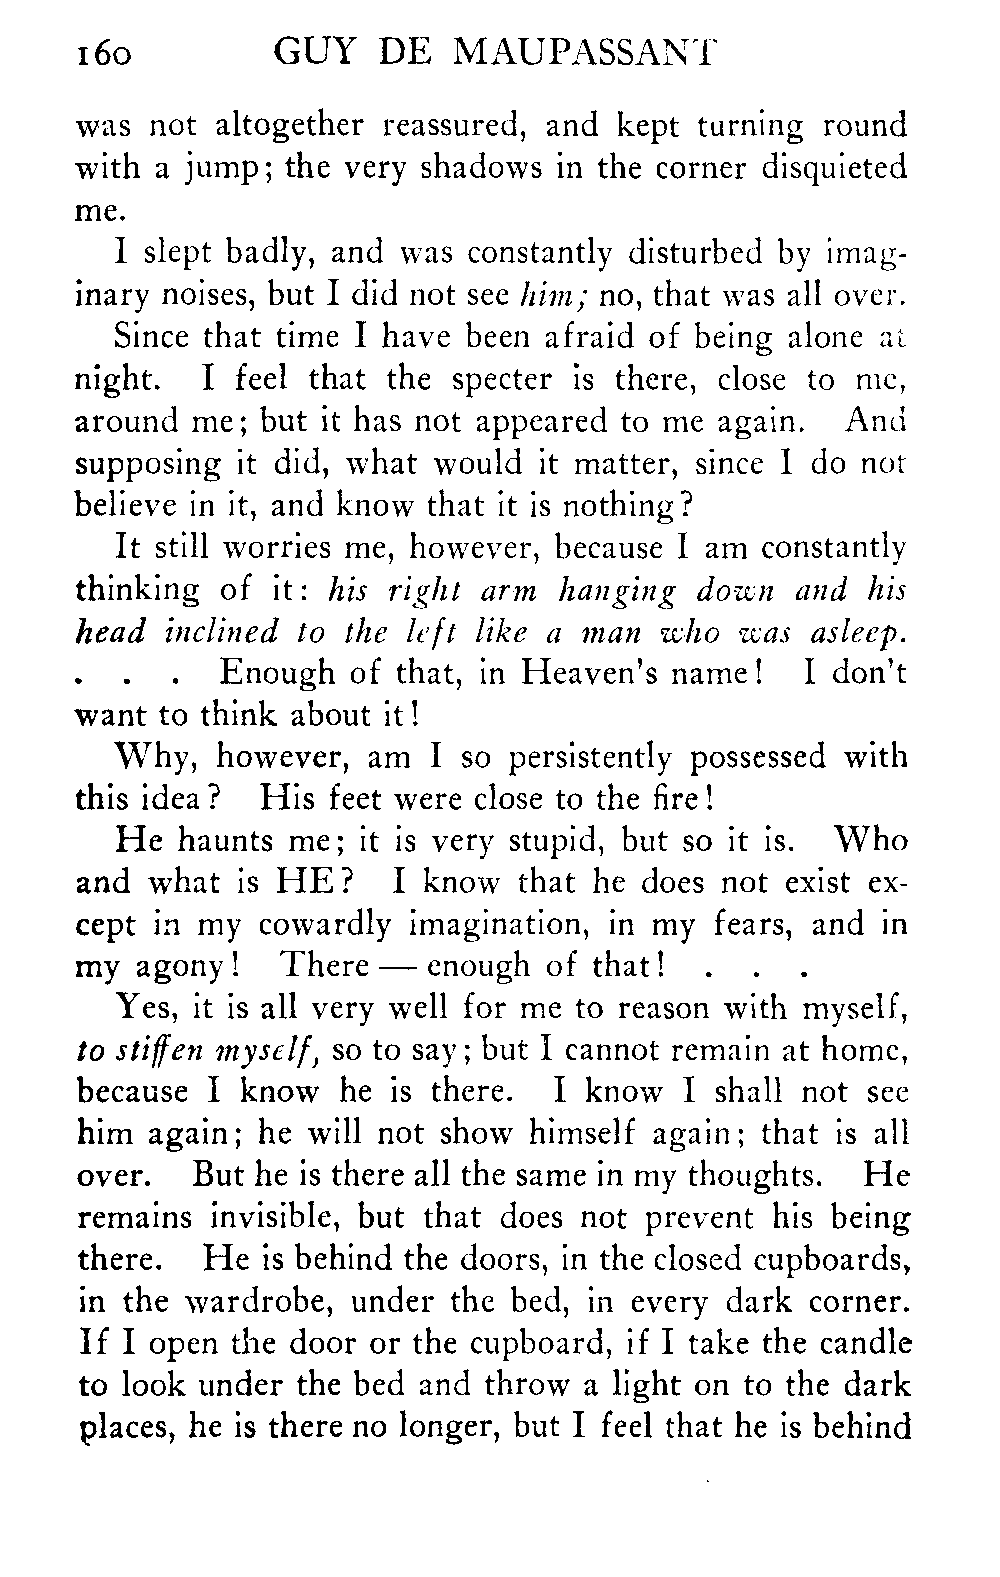 160 GUY DE MAUPASSANT
was not altogether reassured, and kept turning round
with a jump; the very shadows in the corner disquieted
me.
I slept badly, and was constantly disturbed by imag-
inary noises, but I did not see him; no, that was all over.
Since that time I have been afraid of being alone at
night. I feel that the specter is there, close to me,
around me; but it has not appeared to me again. And
supposing it did, what would it matter, since I do not
believe in it, and know that it is nothing?
It still worries me, however, because I am constantly
thinking of it: his right arm hanging down and his
head inclined to the left like a man who was asleep.
. . . Enough of that, in Heaven's name! I don't
want to think about it!
Why, however, am I so persistently possessed with
this idea? His feet were close to the fire!
He haunts me; it is very stupid, but so it is. Who
and what is HE? I know that he does not exist ex-
cept in my cowardly imagination, in my fears, and in
my agony! There — enough of that! . . .
Yes, it is all very well for me to reason with myself,
to stiffen myself, so to say; but I cannot remain at home,
because I know he is there. I know I shall not see
him again; he will not show himself again; that is all
over. But he is there all the same in my thoughts. He
remains invisible, but that does not prevent his being
there. He is behind the doors, in the closed cupboards,
in the wardrobe, under the bed, in every dark corner.
If I open the door or the cupboard, if I take the candle
to look under the bed and throw a light on to the dark
places, he is there no longer, but I feel that he is behind